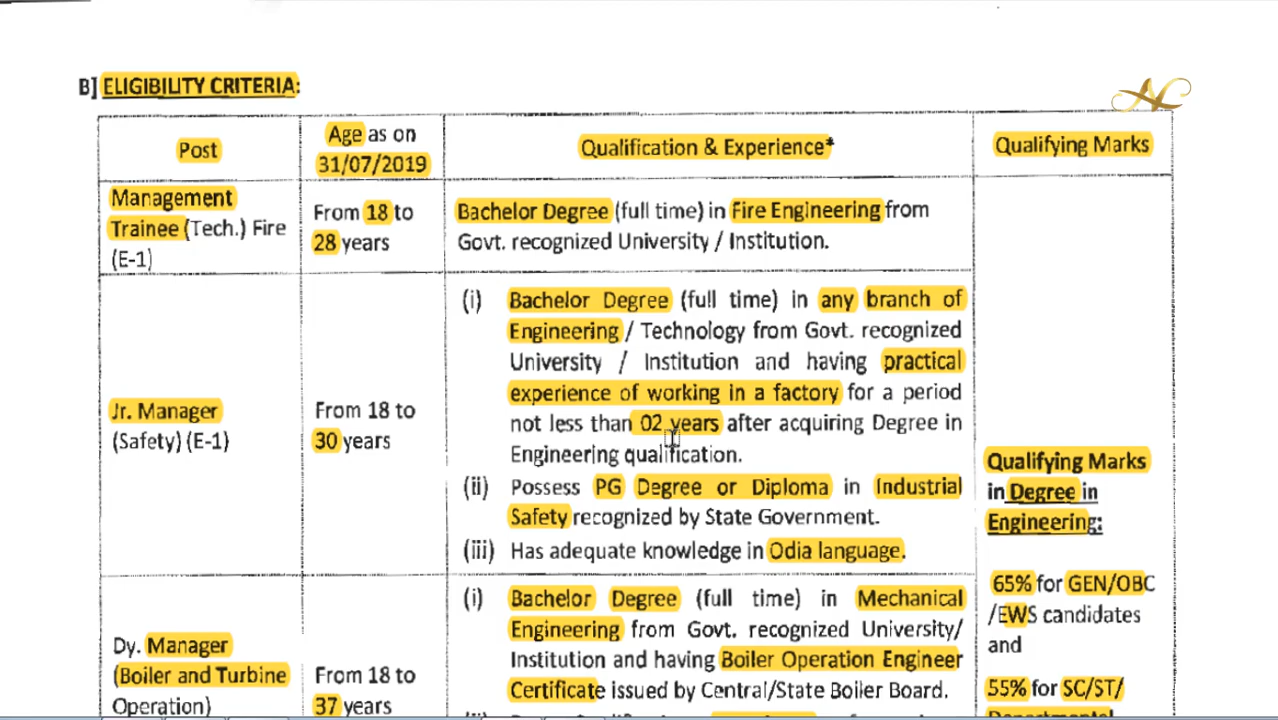 B] ELIGIBILITY CRITERIA:
Post
Age as on
31/07/2019
Qualification & Experience*
Qualifying Marks
Management
Trainee (Tech.) Fire
(E-1)
From 18 to
28 years
Bachelor Degree (full time) in Fire Engineering from
Govt. recognized University / Institution.
Jr. Manager
(Safety) (E-1)
From 18 to
30 years
(i) Bachelor Degree (full time) in any branch of
Engineering / Technology from Govt. recognized
University / Institution and having practical
experience of working in a factory for a period
not less than 02 years after acquiring Degree in
Engineering qualification.
(ii) Possess PG Degree or Diploma in Industrial
Safety recognized by State Government.
(iii) Has adequate knowledge in Odia language.
Dy. Manager
(Boiler and Turbine
Operation)
From 18 to
37 years
(i) Bachelor Degree (full time) in Mechanical
Engineering from Govt. recognized University/
Institution and having Boiler Operation Engineer
Certificate issued by Central/State Boiler Board.
Qualifying Marks
in Degree in
Engineering:
65% for GEN/OBC
/EWS candidates
and
55% for SC/ST/
Departmental